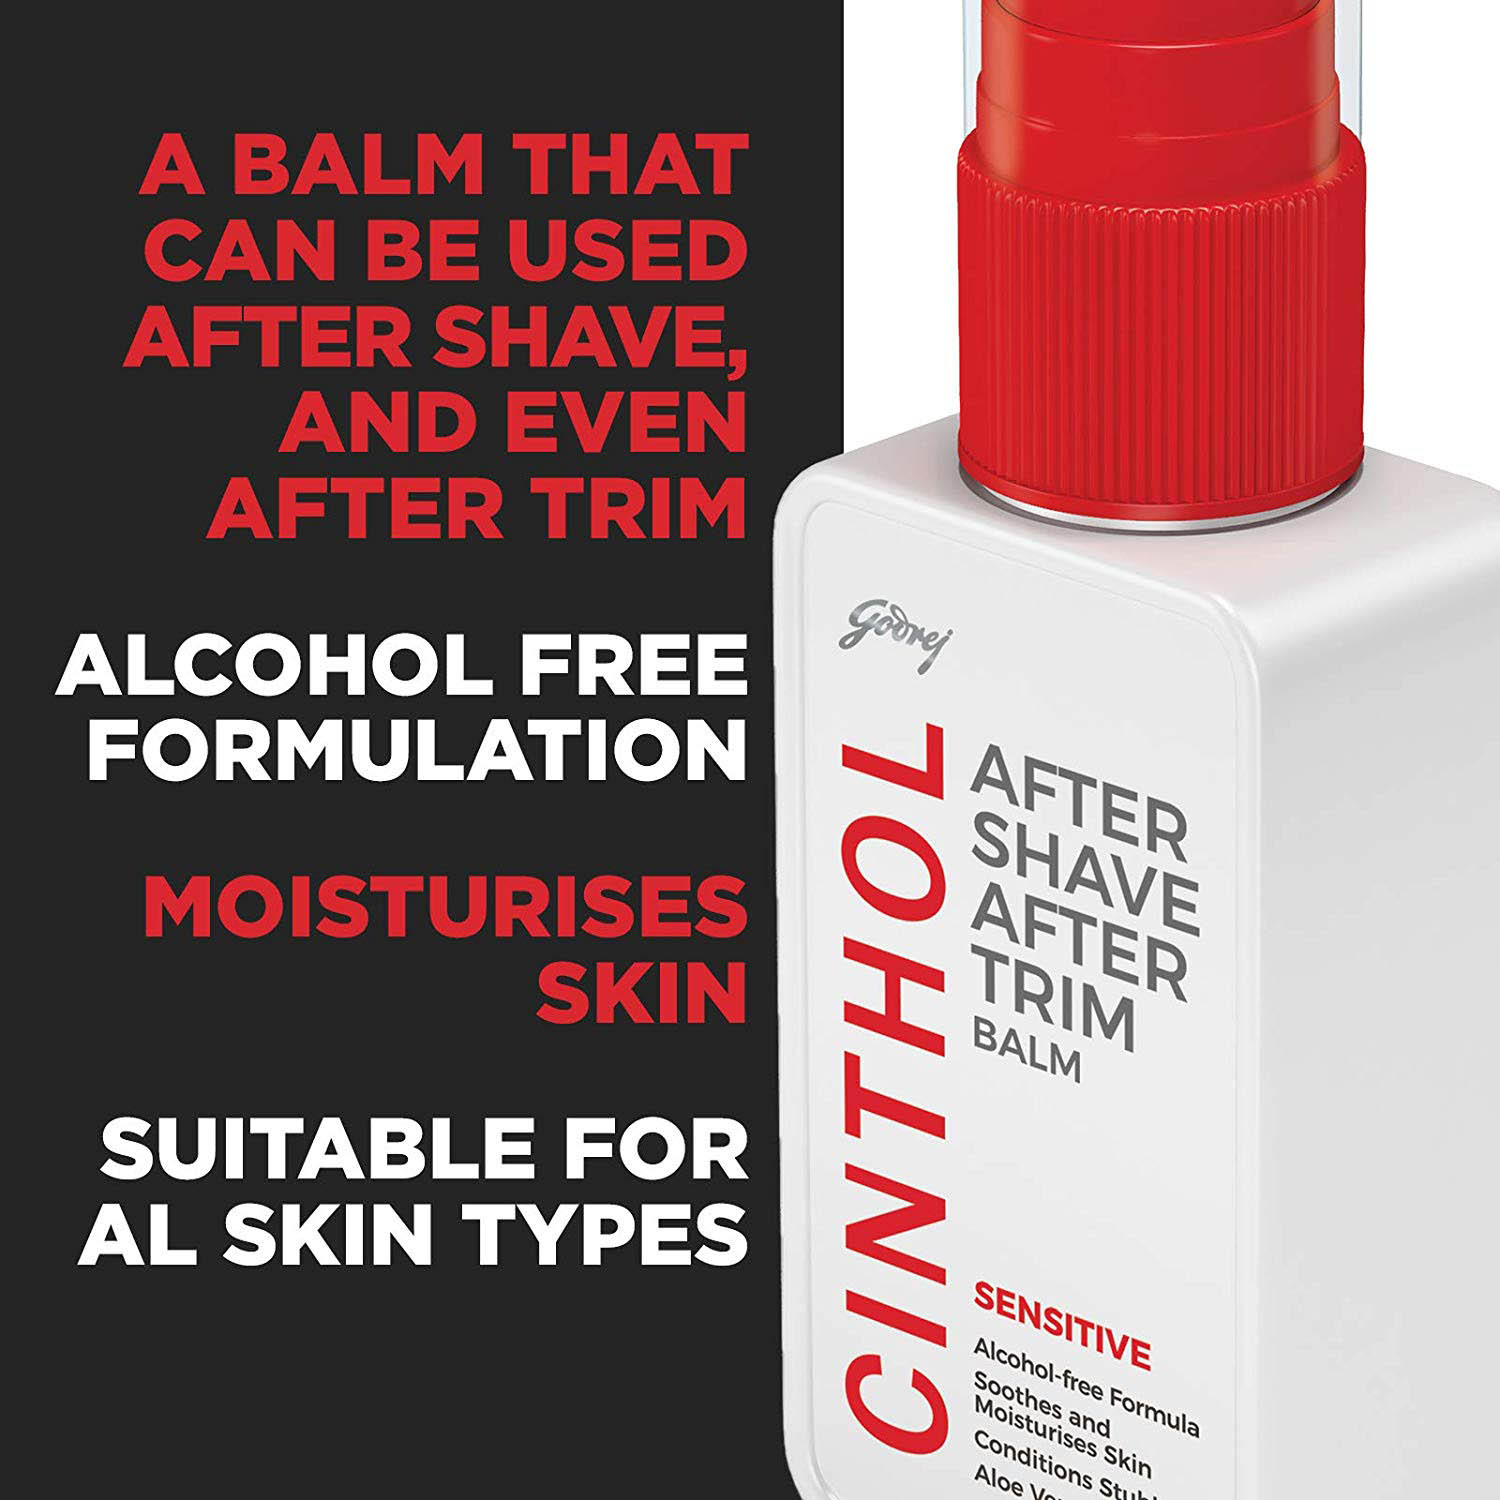 A BALM THAT
CAN BE USED
AFTER SHAVE,
AND EVEN
AFTER TRIM
ALCOHOL FREE
FORMULATION
MOISTURISES
SKIN
SUITABLE FOR
AL SKIN TYPES
Godrej
CINTHOL
AFTER
SHAVE
AFTER
TRIM
BALM
SENSITIVE
Alcohol-free Formula
Soothes and
Moisturises Skin
Conditions
Aloe